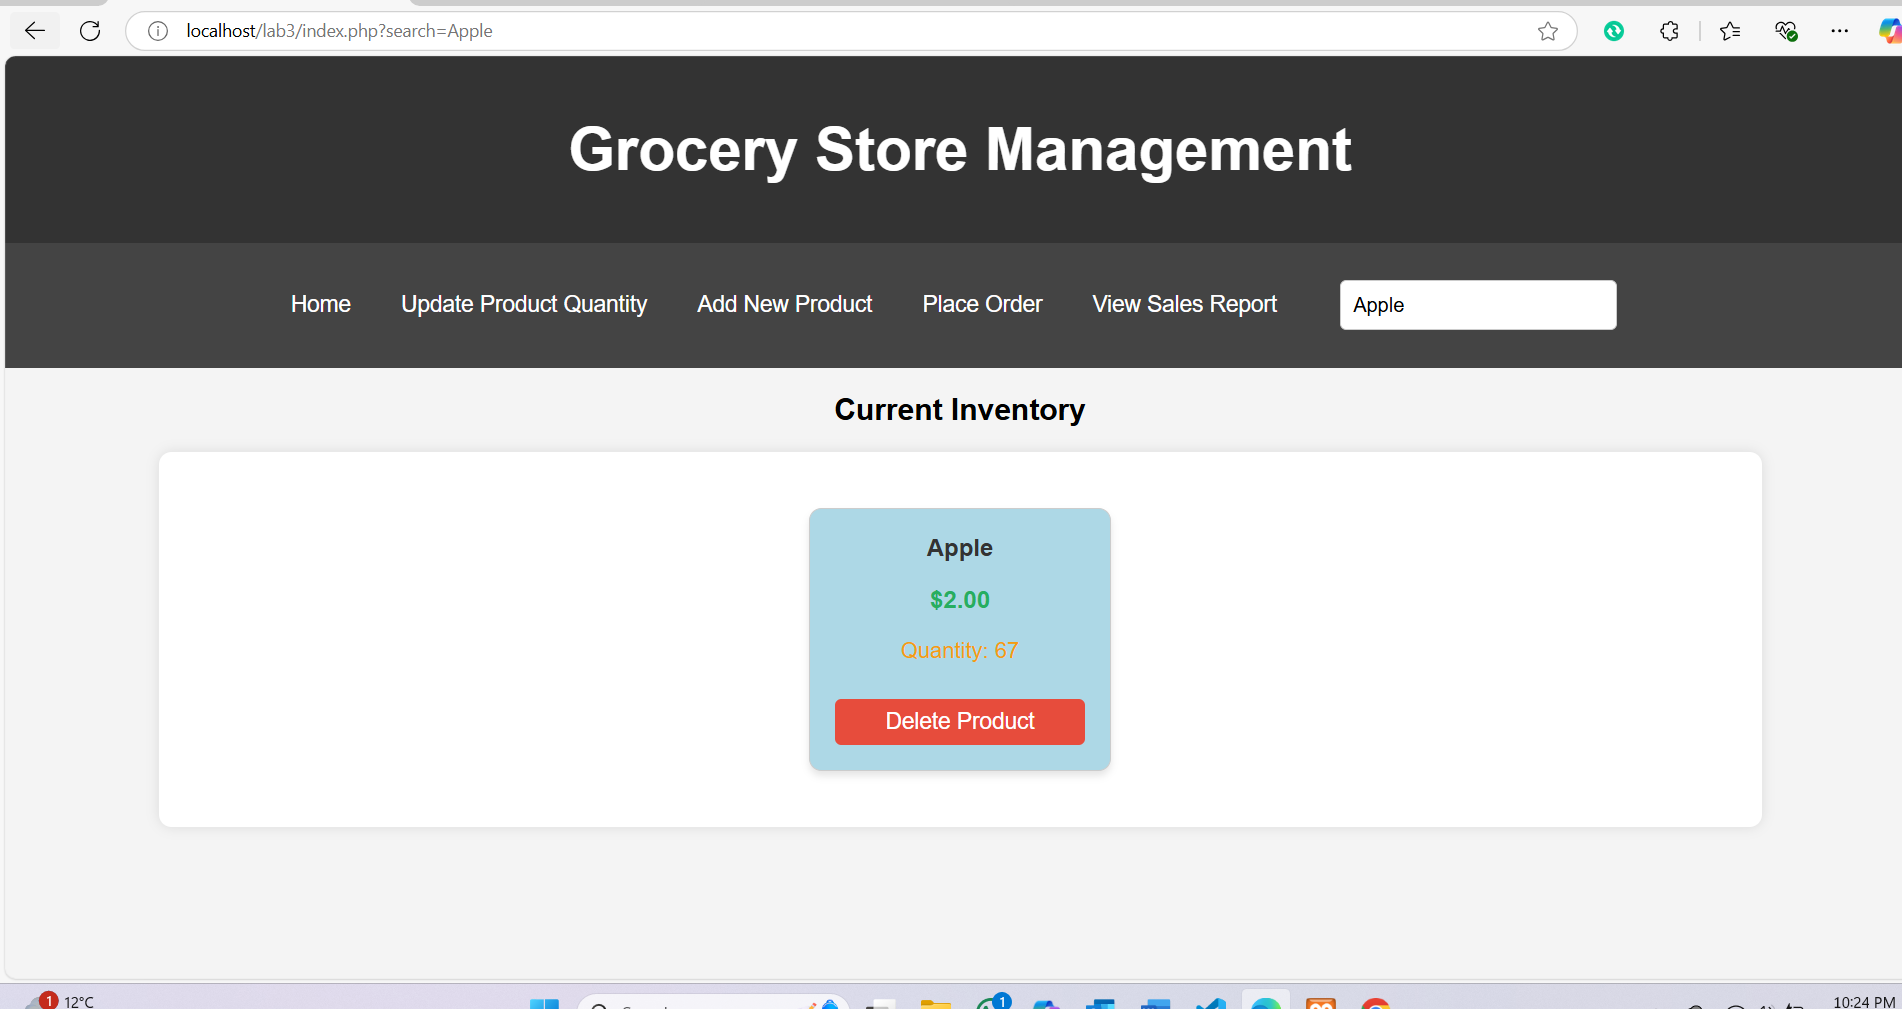 localhost/lab3/index.php?search=Apple
Grocery Store Management
Home Update Product Quantity Add New Product Place Order View Sales Report Apple
Current Inventory
Apple
$2.00
Quantity: 67
Delete Product
1 12°C 1 10:24 PM